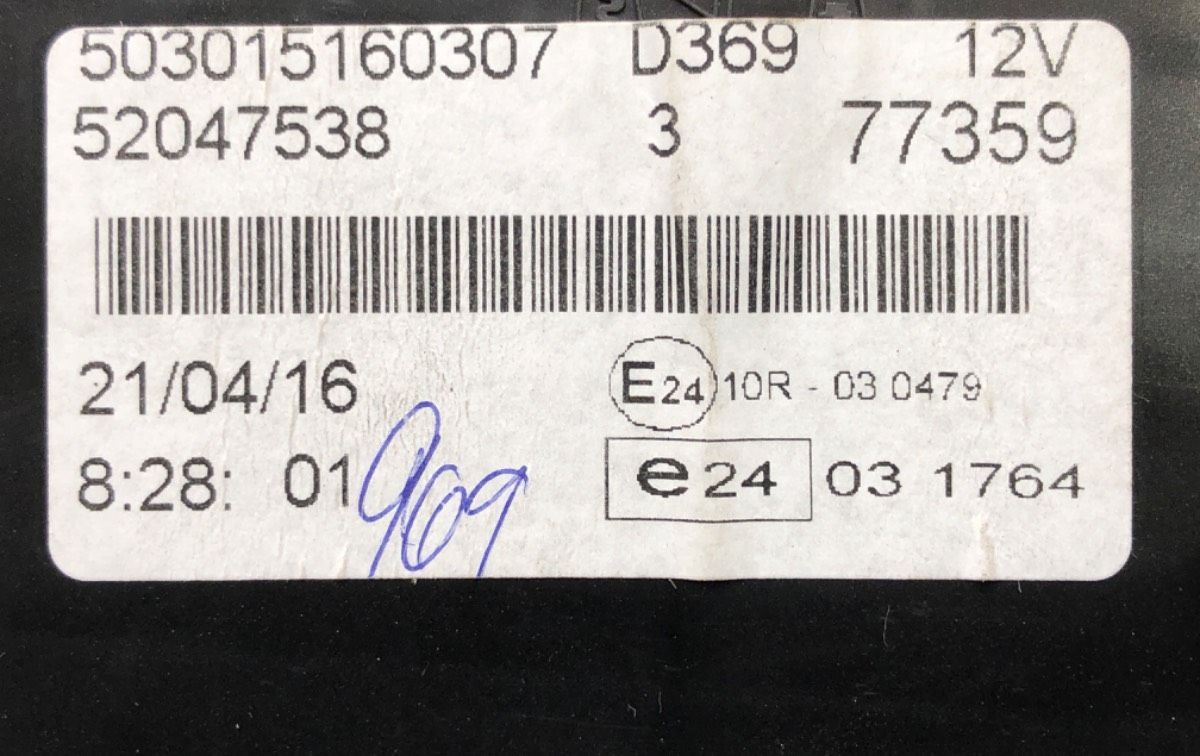 503015160307 D369 12V
52047538 3 77359
21/04/16 E24 10R - 03 0479
8:28: 01 969 e24 03 1764